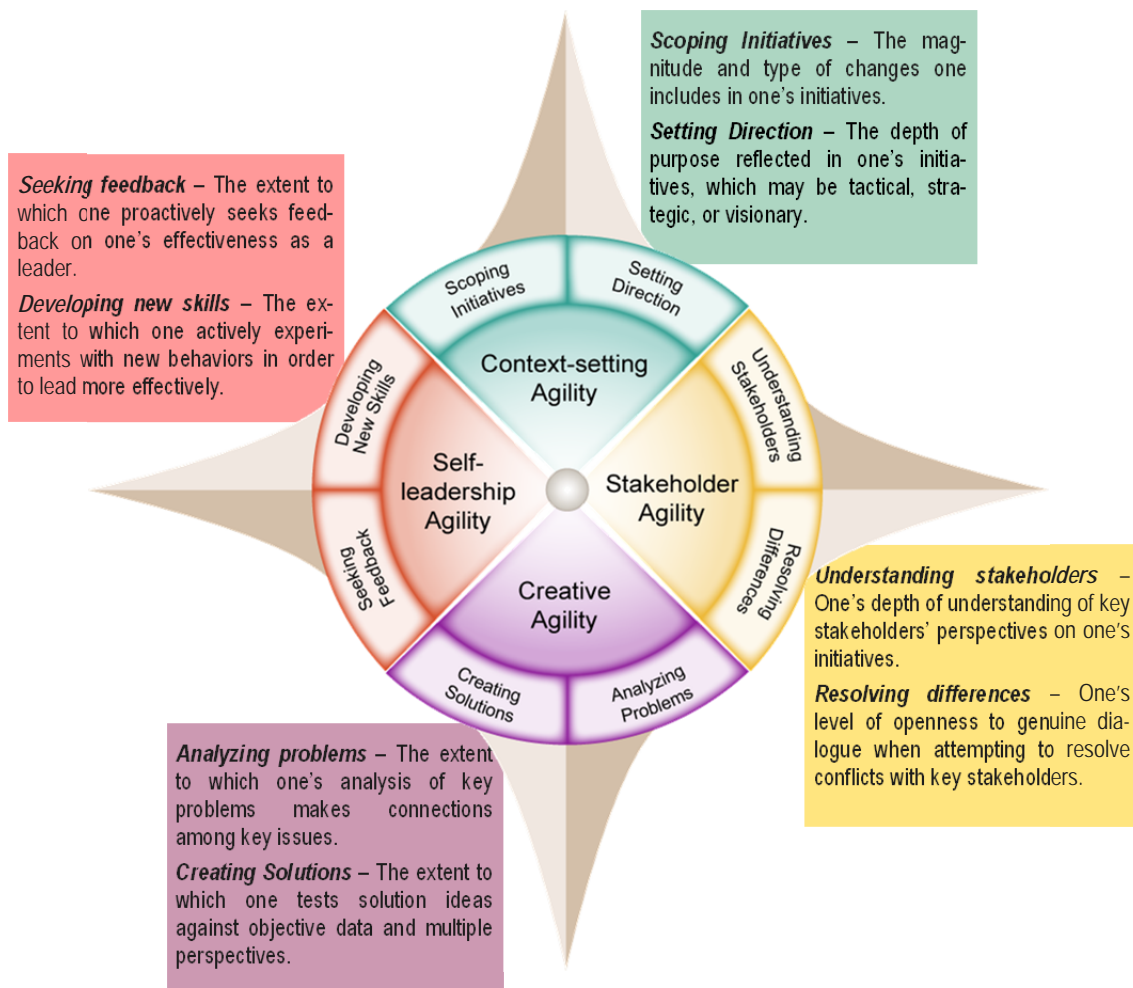 Scoping Initiatives – The mag-
nitude and type of changes one
includes in one's initiatives.
Setting Direction – The depth of
purpose reflected in one's initia-
tives, which may be tactical, stra-
tegic, or visionary.
Seeking feedback – The extent to
which one proactively seeks feed-
back on one's effectiveness as a
leader.
Developing new skills – The ex-
tent to which one actively experi-
ments with new behaviors in order
to lead more effectively.
Scoping
Initiatives
Setting
Direction
Context-setting
Agility
Developing
New Skills
Understanding
Stakeholders
Self-
leadership
Agility
Stakeholder
Agility
Seeking
Feedback
Resolving
Differences
Creative
Agility
Creating
Solutions
Analyzing
Problems
Understanding stakeholders –
One's depth of understanding of key
stakeholders' perspectives on one's
initiatives.
Resolving differences – One's
level of openness to genuine dia-
logue when attempting to resolve
conflicts with key stakeholders.
Analyzing problems – The extent
to which one's analysis of key
problems makes connections
among key issues.
Creating Solutions – The extent to
which one tests solution ideas
against objective data and multiple
perspectives.